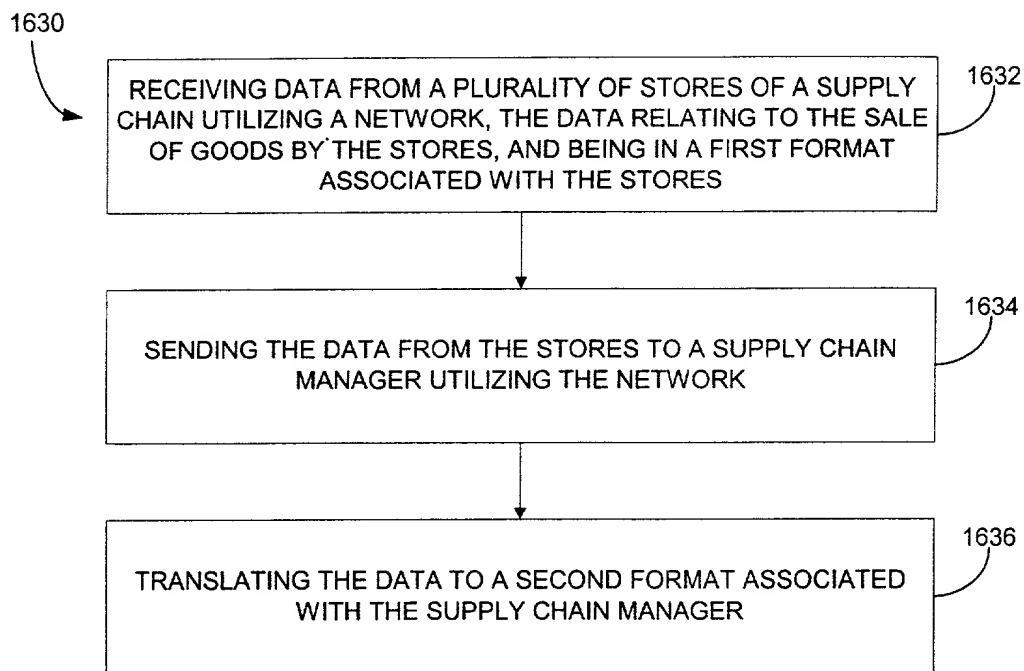 1630
RECEIVING DATA FROM A PLURALITY OF STORES OF A SUPPLY
CHAIN UTILIZING A NETWORK, THE DATA RELATING TO THE SALE
OF GOODS BY THE STORES, AND BEING IN A FIRST FORMAT
ASSOCIATED WITH THE STORES
1632
SENDING THE DATA FROM THE STORES TO A SUPPLY CHAIN
MANAGER UTILIZING THE NETWORK
1634
TRANSLATING THE DATA TO A SECOND FORMAT ASSOCIATED
WITH THE SUPPLY CHAIN MANAGER
1636